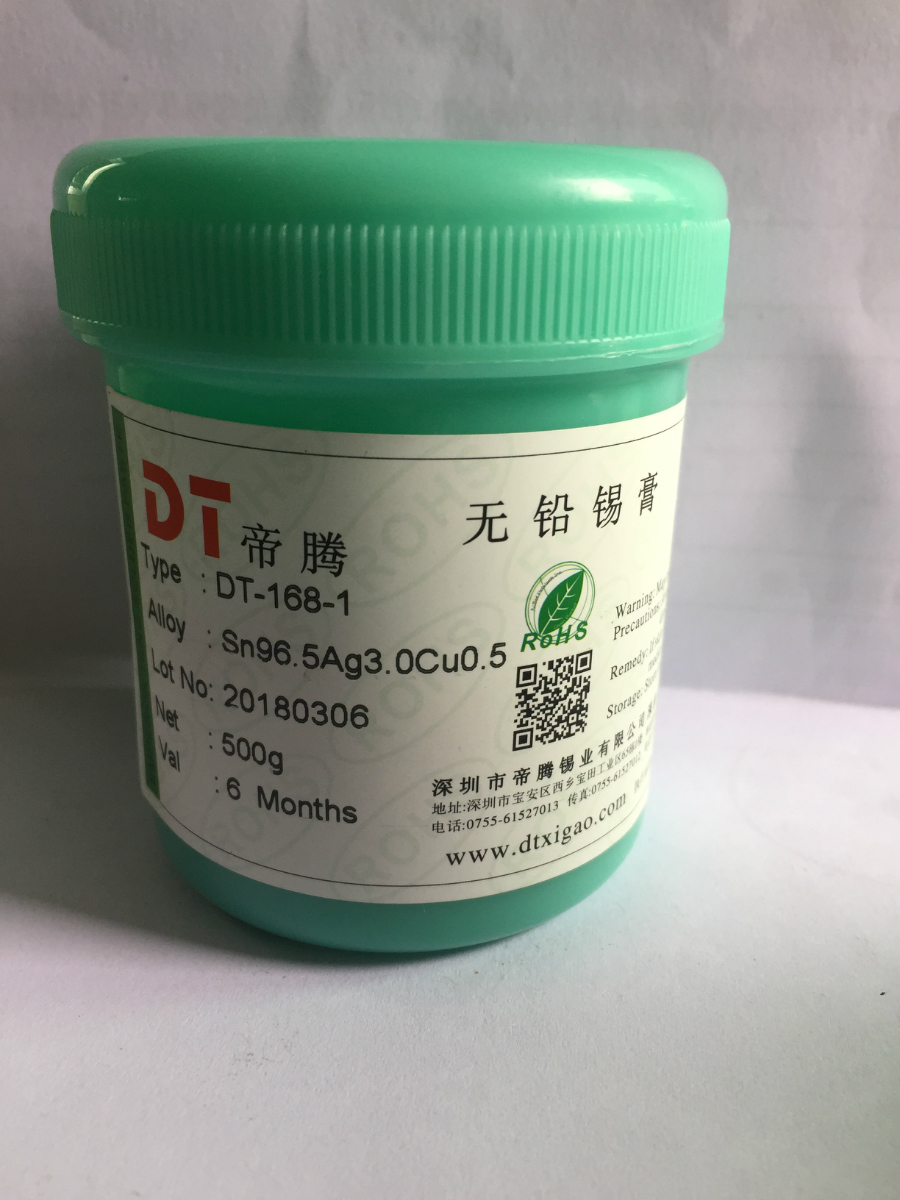 DT 帝腾
无铅锡膏
Type : DT-168-1
Alloy : Sn96.5Ag3.0Cu0.5
Lot No: 20180306
Net : 500g
Val : 6 Months
RoHS
Warning:
Precautions:
Remedy:
Storage:
深圳市帝腾锡业有限公司
地址:深圳市宝安区西乡宝田工业区
电话:0755-61527013 传真:0755-61527012
www.dtxigao.com